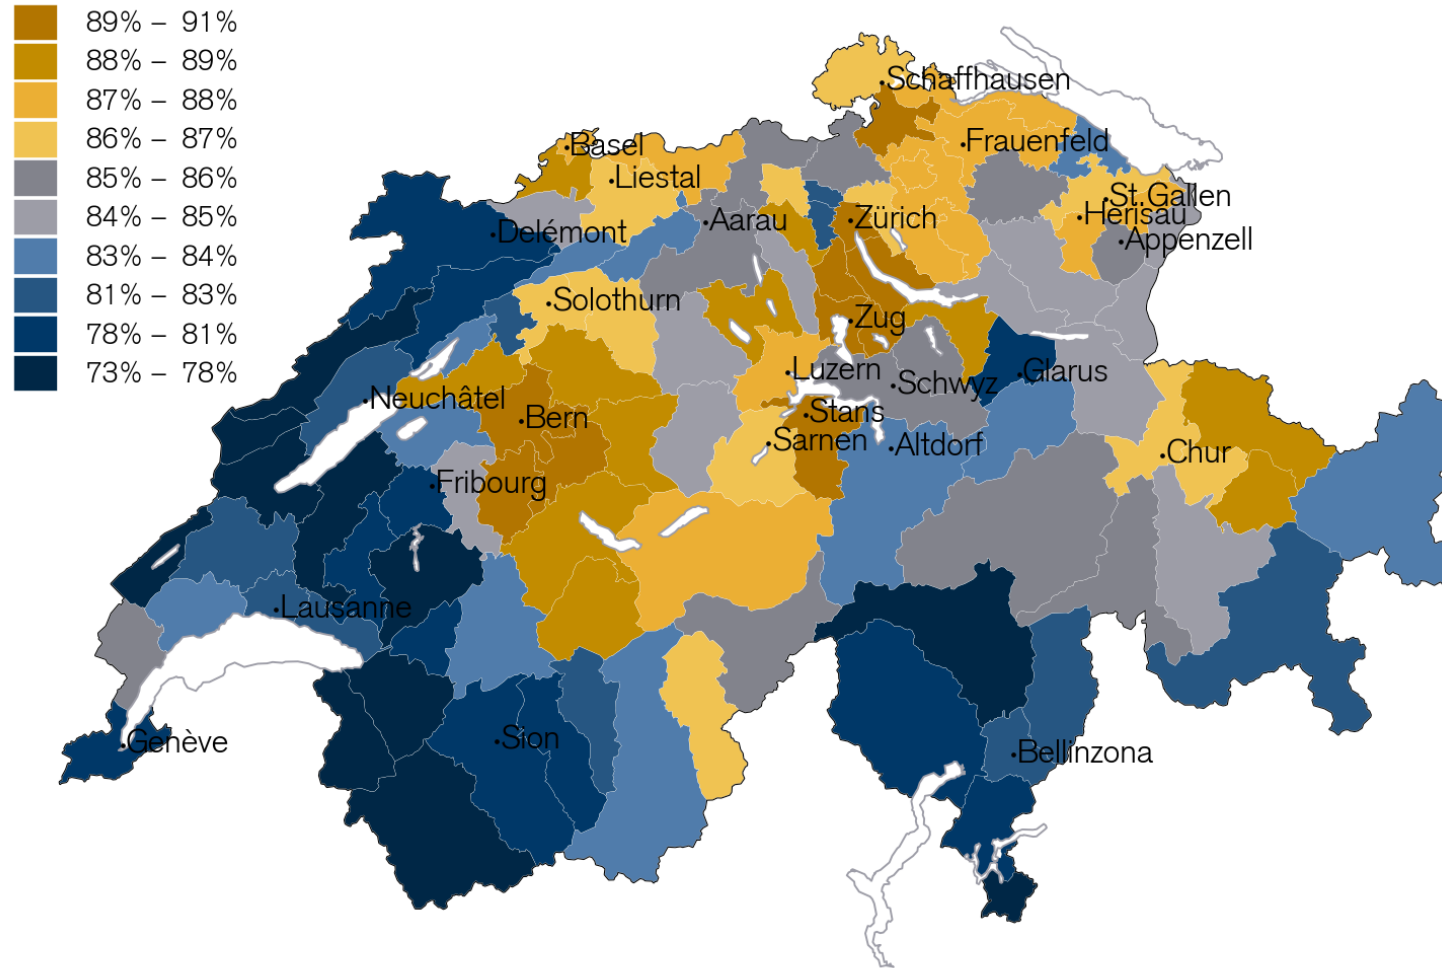 89% – 91%
88% – 89%
87% – 88%
86% – 87%
85% – 86%
84% – 85%
83% – 84%
81% – 83%
78% – 81%
73% – 78%
Schaffhausen
Basel
Frauenfeld
Liestal
St.Gallen
Herisau
Zürich
Aarau
Delémont
Appenzell
Solothurn
Zug
Luzern
Glarus
Schwyz
Neuchâtel
Stans
Bern
Sarnen
Altdorf
Chur
Fribourg
Lausanne
Sion
Genève
Bellinzona